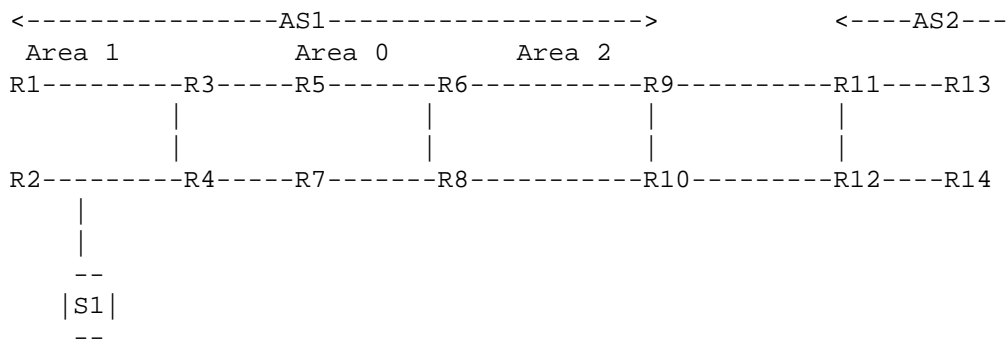 <----------------AS1-------------------->            <----AS2---
 Area 1           Area 0        Area 2
R1---------R3-----R5-------R6-----------R9----------R11----R13
           |               |            |           |
           |               |            |           |
R2---------R4-----R7-------R8-----------R10---------R12----R14
    |
    |
    --
   |S1|
    --